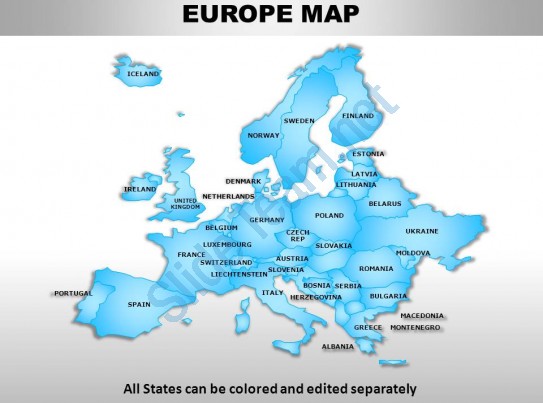 EUROPE MAP
ICELAND
SWEDEN
FINLAND
NORWAY
ESTONIA
LATVIA
LITHUANIA
DENMARK
IRELAND
NETHERLANDS
UNITED
KINGDOM
BELARUS
POLAND
BELGIUM
GERMANY
UKRAINE
CZECH
REP
LUXEMBOURG
SLOVAKIA
FRANCE
MOLDOVA
SWITZERLAND
AUSTRIA
LIECHTENSTEIN
SLOVENIA
ROMANIA
PORTUGAL
SPAIN
ITALY
BOSNIA
HERZEGOVINA
SERBIA
BULGARIA
MACEDONIA
GREECE
MONTENEGRO
ALBANIA
SlideTeam.net
All States can be colored and edited separately